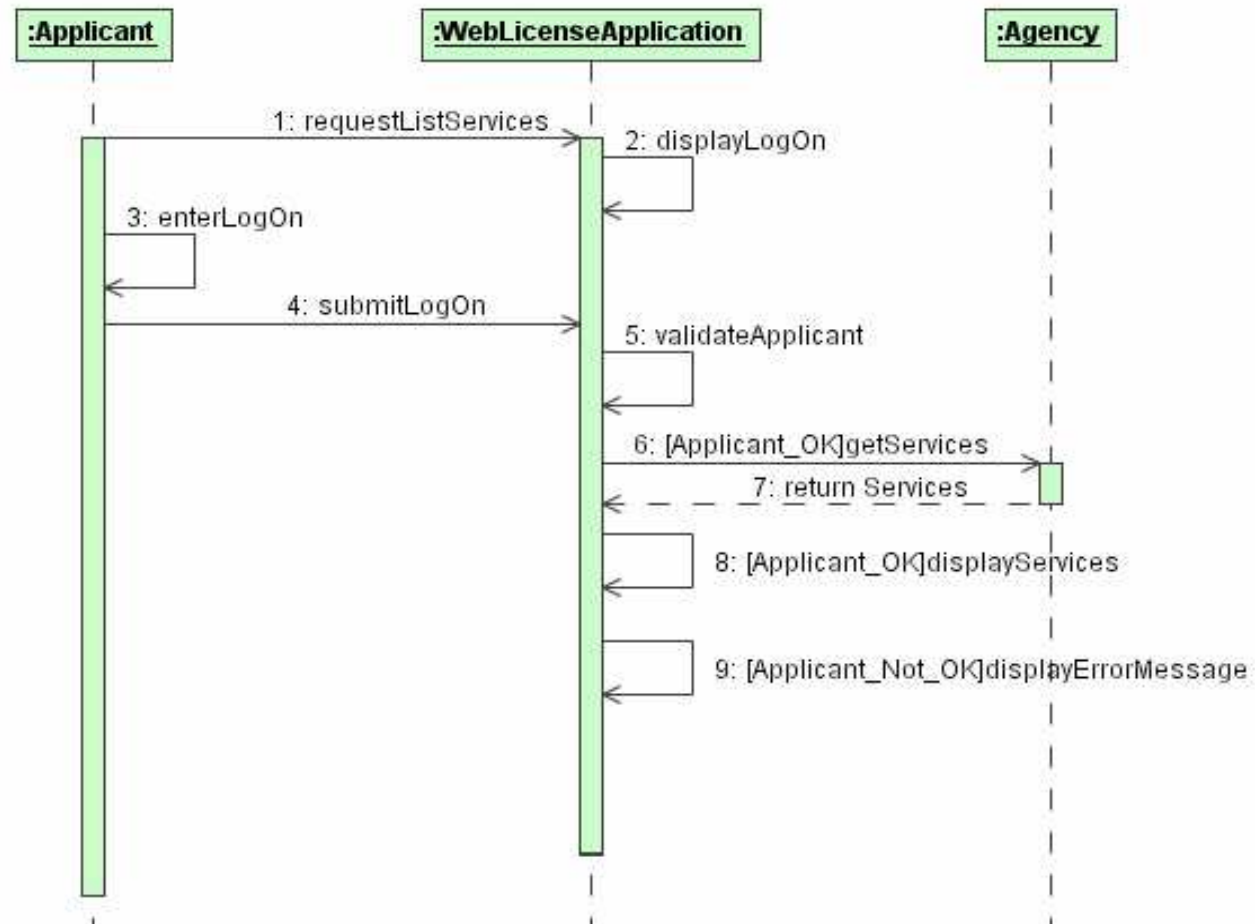 :Applicant
:WebLicenseApplication
:Agency
1: requestListServices
2: displayLogOn
3: enterLogOn
4: submitLogOn
5: validateApplicant
6: [Applicant_OK]getServices
7: return Services
8: [Applicant_OK]displayServices
9: [Applicant_Not_OK]displayErrorMessage